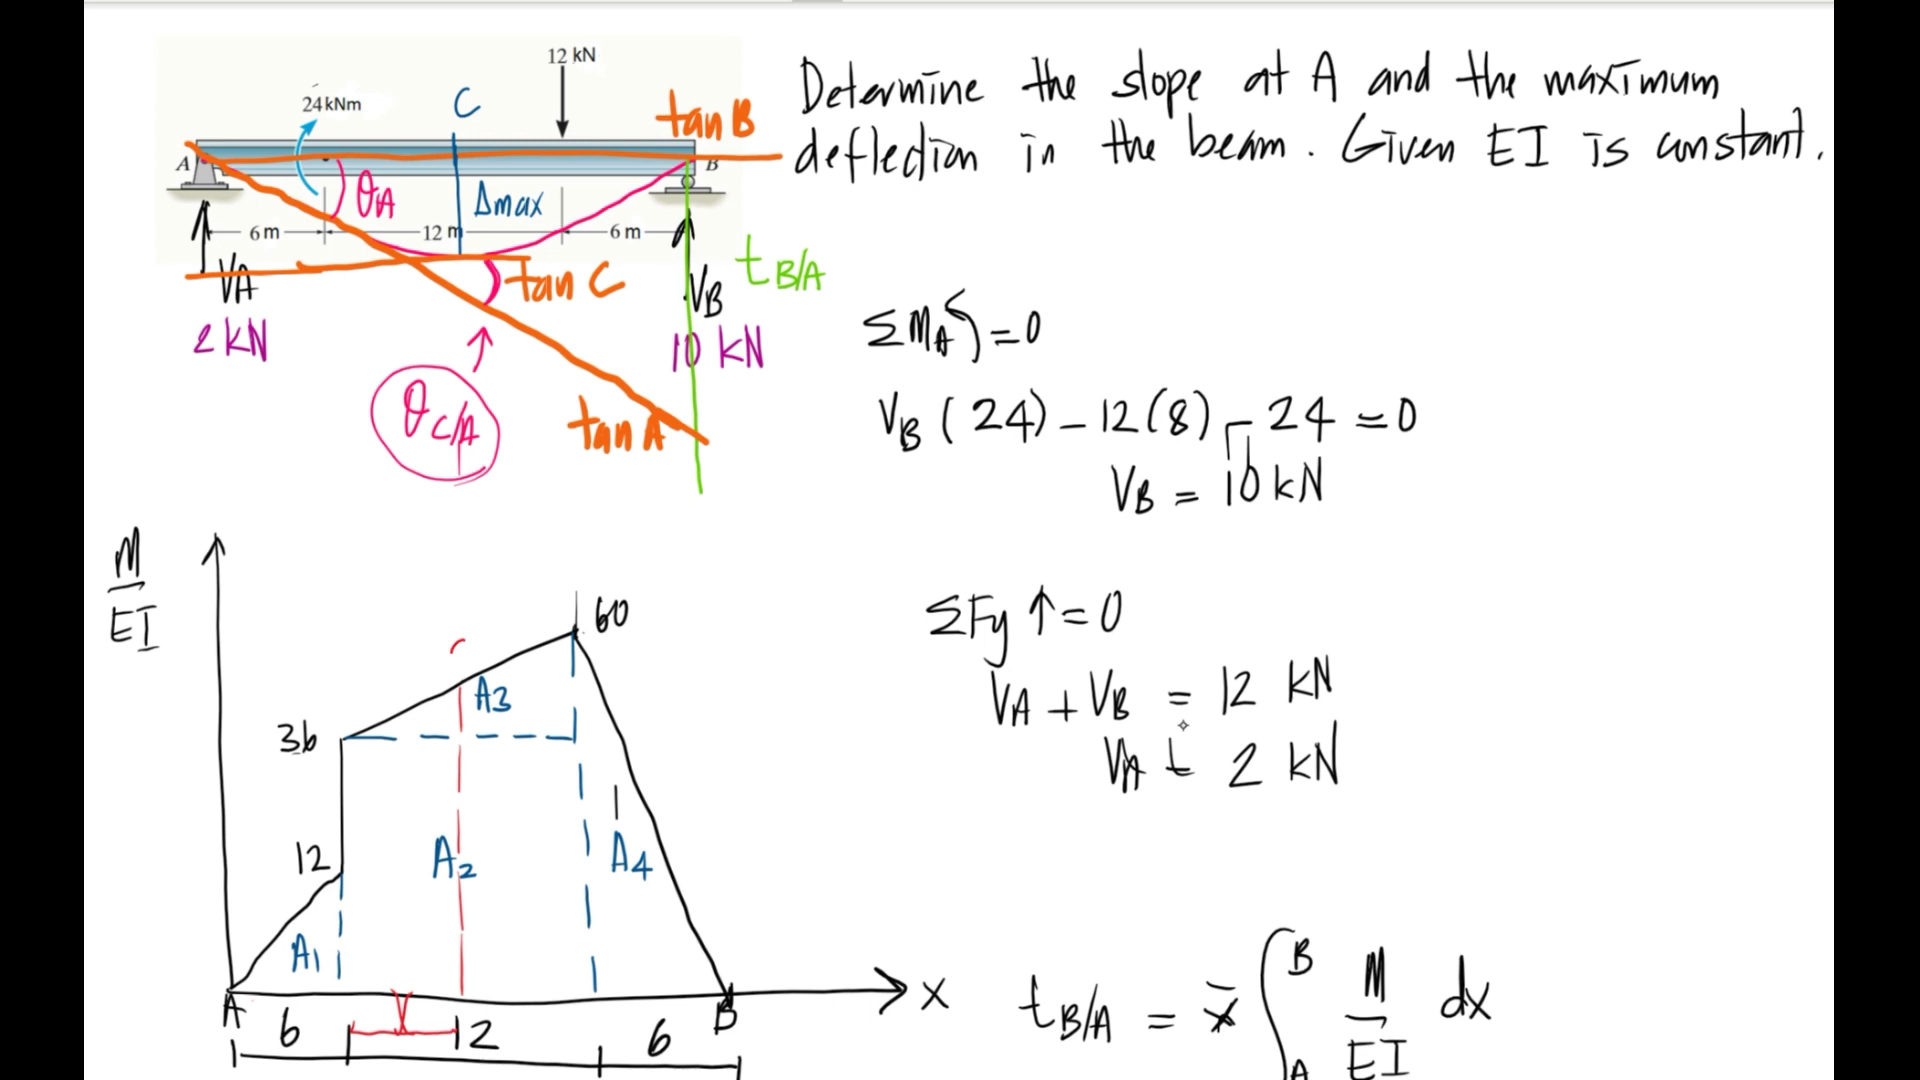 12 kN
Determine the slope at A and the maximum
deflection in the beam. Given EI is constant.
24 kNm
C
tan B
A
B
θA
Δmax
6 m
12 m
6 m
VA
tan C
VB
tB/A
2 kN
10 kN
θC/A
tan A
ΣMA = 0
VB (24) - 12(8) - 24 = 0
VB = 10 kN
M
EI
60
A3
36
ΣFy ↑ = 0
VA + VB = 12 kN
VA = 2 kN
12
A2
A4
A1
A
B
x
6
12
6
tB/A = x̄ ∫ B A M/EI dx